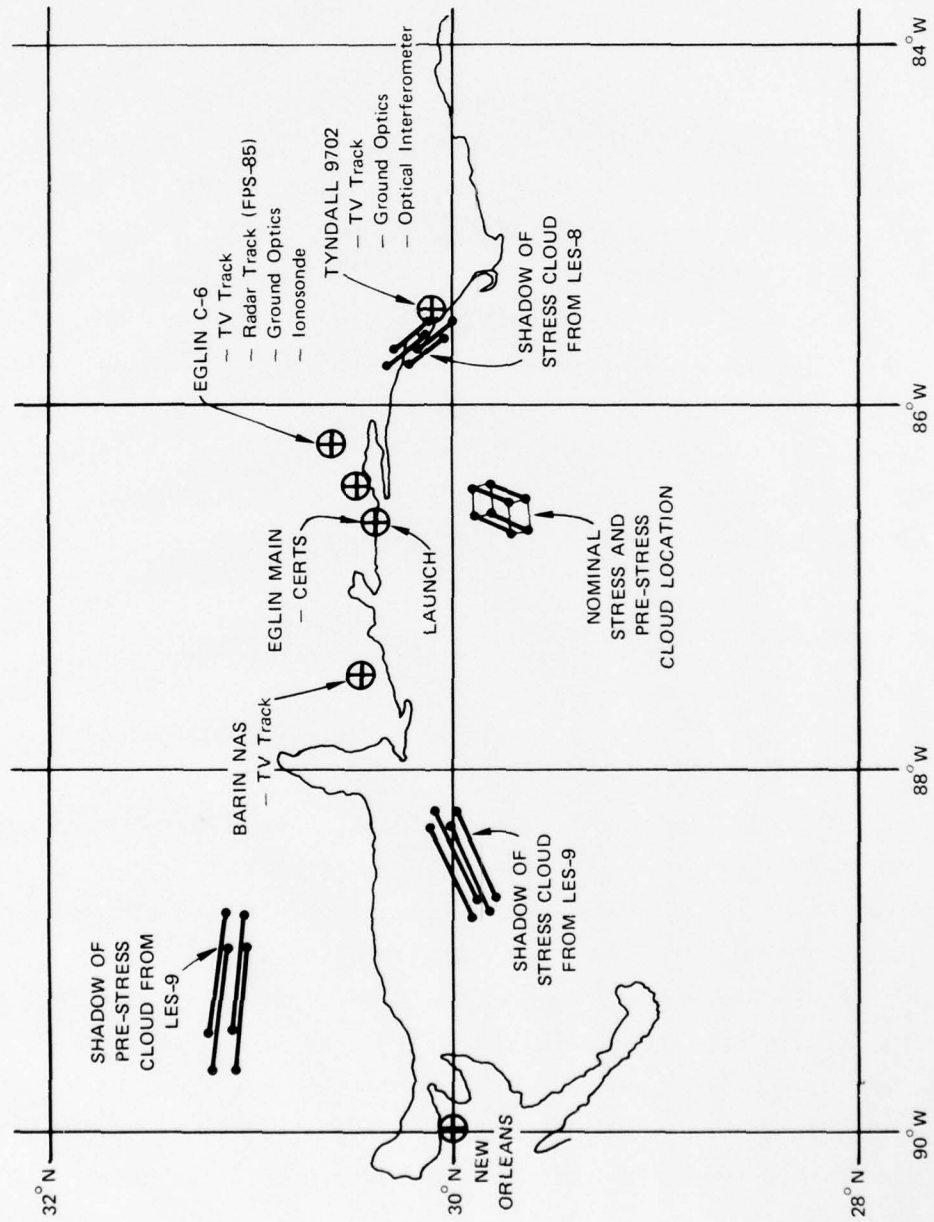 32°N
30°N
28°N
90°W
88°W
86°W
84°W
SHADOW OF
PRE-STRESS
CLOUD FROM
LES-9
BARIN NAS
– TV Track
EGLIN MAIN
– CERTS
LAUNCH
EGLIN C-6
~ TV Track
~ Radar Track (FPS-85)
~ Ground Optics
~ Ionosonde
TYNDALL 9702
– TV Track
– Ground Optics
– Optical Interferometer
SHADOW OF
STRESS CLOUD
FROM LES-8
NOMINAL
STRESS AND
PRE-STRESS
CLOUD LOCATION
SHADOW OF
STRESS CLOUD
FROM LES-9
NEW
ORLEANS